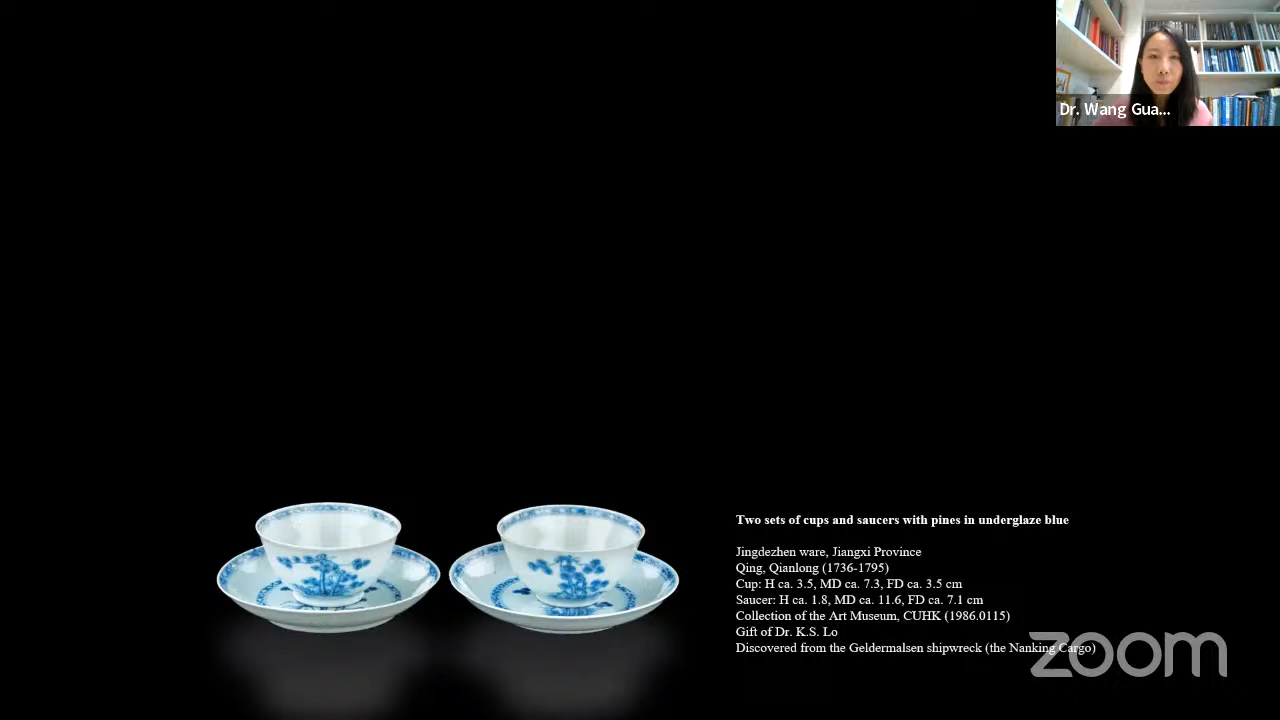 Dr. Wang Gua...
Two sets of cups and saucers with pines in underglaze blue
Jingdezhen ware, Jiangxi Province
Qing, Qianlong (1736-1795)
Cup: H ca. 3.5, MD ca. 7.3, FD ca. 3.5 cm
Saucer: H ca. 1.8, MD ca. 11.6, FD ca. 7.1 cm
Collection of the Art Museum, CUHK (1986.0115)
Gift of Dr. K.S. Lo
Discovered from the Geldermalsen shipwreck (the Nanking Cargo)
zoom